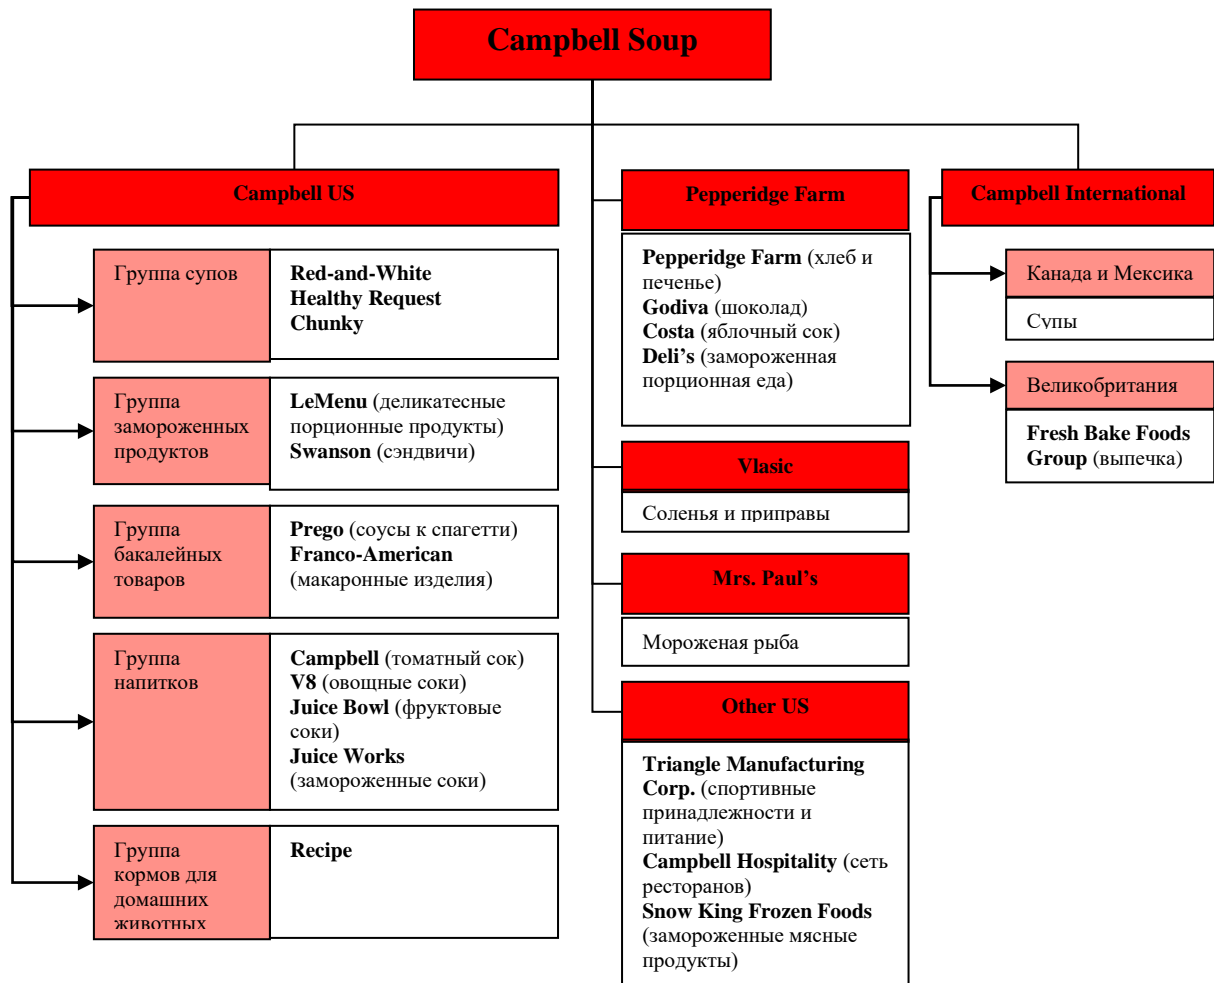 Campbell Soup
Campbell US
Группа супов
Red-and-White
Healthy Request
Chunky
Группа
замороженных
продуктов
LeMenu (деликатесные
порционные продукты)
Swanson (сэндвичи)
Группа
бакалейных
товаров
Prego (соусы к спагетти)
Franco-American
(макаронные изделия)
Группа
напитков
Campbell (томатный сок)
V8 (овощные соки)
Juice Bowl (фруктовые
соки)
Juice Works
(замороженные соки)
Группа
кормов для
домашних
животных
Recipe
Pepperidge Farm
Pepperidge Farm (хлеб и
печенье)
Godiva (шоколад)
Costa (яблочный сок)
Deli’s (замороженная
порционная еда)
Vlasic
Соленья и приправы
Mrs. Paul’s
Мороженая рыба
Other US
Triangle Manufacturing
Corp. (спортивные
принадлежности и
питание)
Campbell Hospitality (сеть
ресторанов)
Snow King Frozen Foods
(замороженные мясные
продукты)
Campbell International
Канада и Мексика
Супы
Великобритания
Fresh Bake Foods
Group (выпечка)